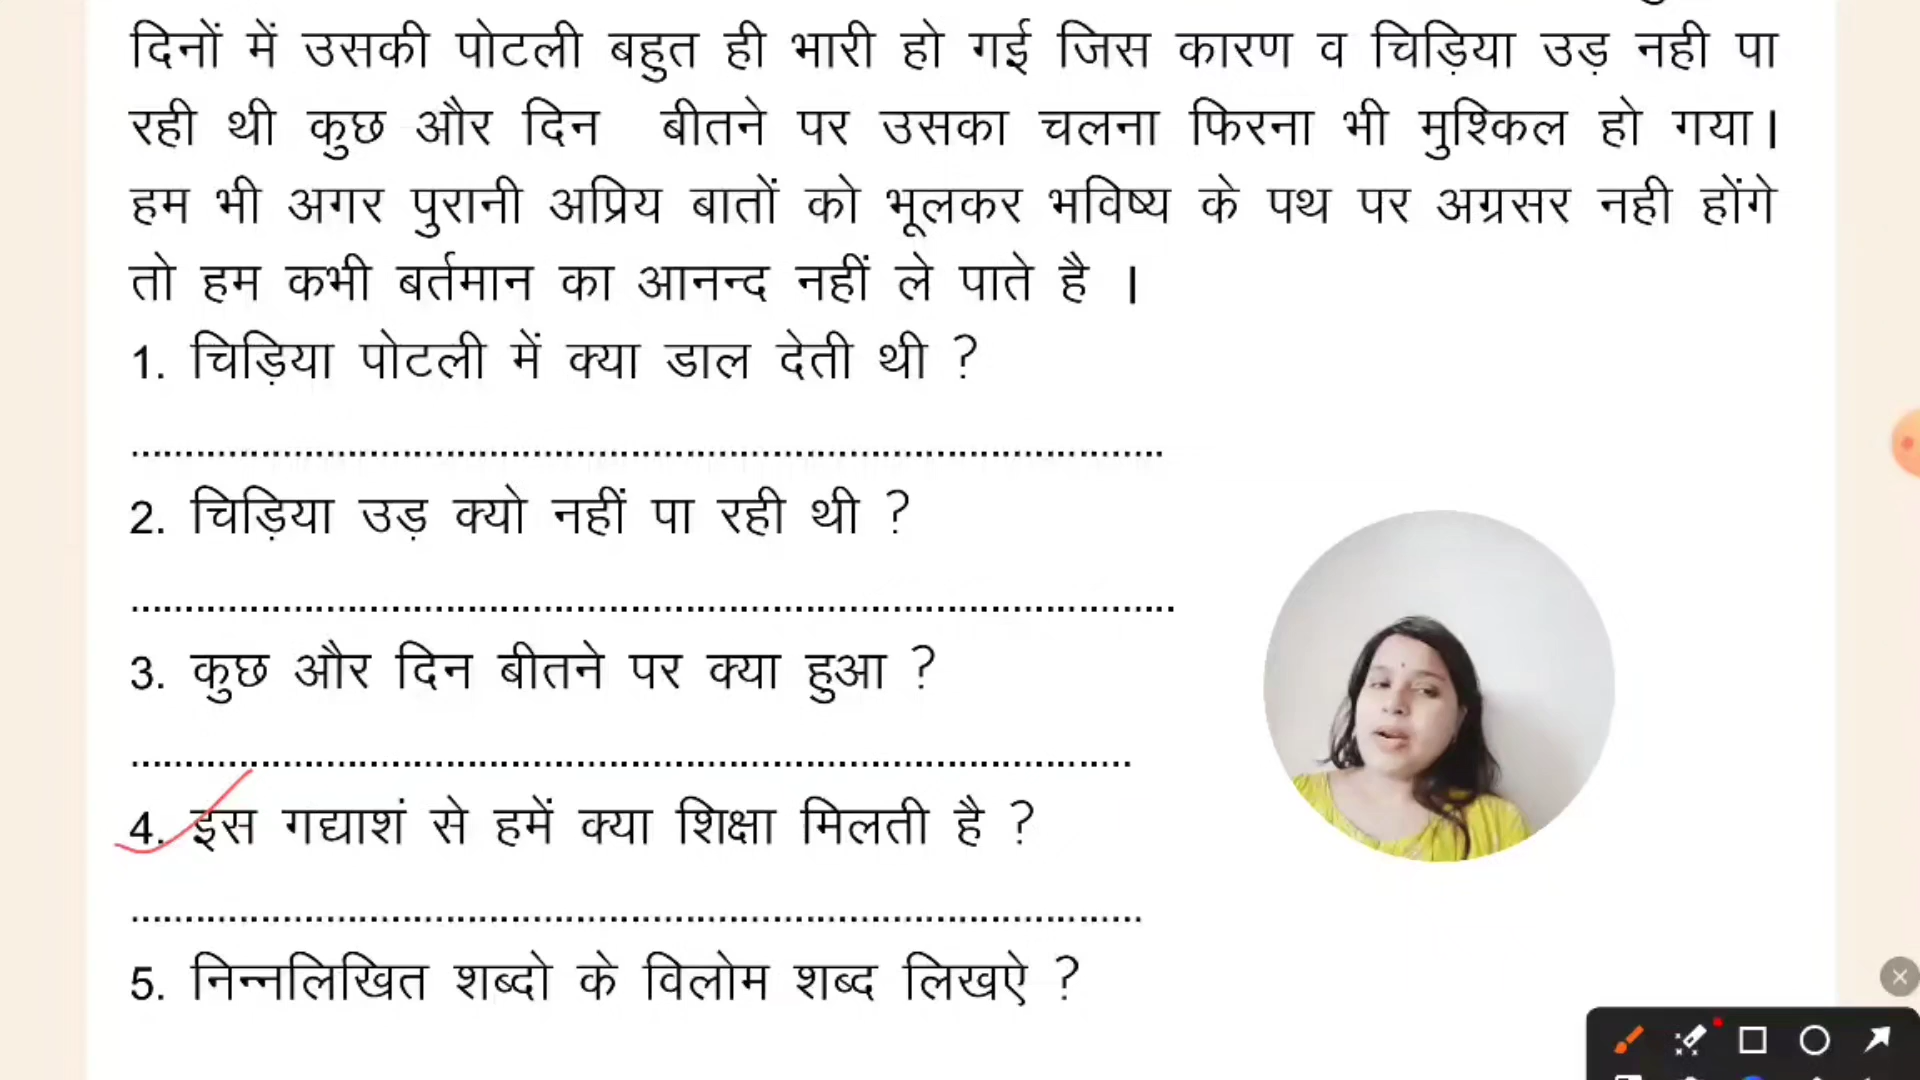 दिनों में उसकी पोटली बहुत ही भारी हो गई जिस कारण व चिड़िया उड़ नही पा
रही थी कुछ और दिन बीतने पर उसका चलना फिरना भी मुश्किल हो गया।
हम भी अगर पुरानी अप्रिय बातों को भूलकर भविष्य के पथ पर अग्रसर नही होंगे
तो हम कभी बर्तमान का आनन्द नहीं ले पाते है ।
1. चिड़िया पोटली में क्या डाल देती थी ?
................................................................................................
2. चिड़िया उड़ क्यो नहीं पा रही थी ?
.................................................................................................
3. कुछ और दिन बीतने पर क्या हुआ ?
.............................................................................................
4. इस गद्याशं से हमें क्या शिक्षा मिलती है ?
..............................................................................................
5. निन्नलिखित शब्दो के विलोम शब्द लिखऐ ?